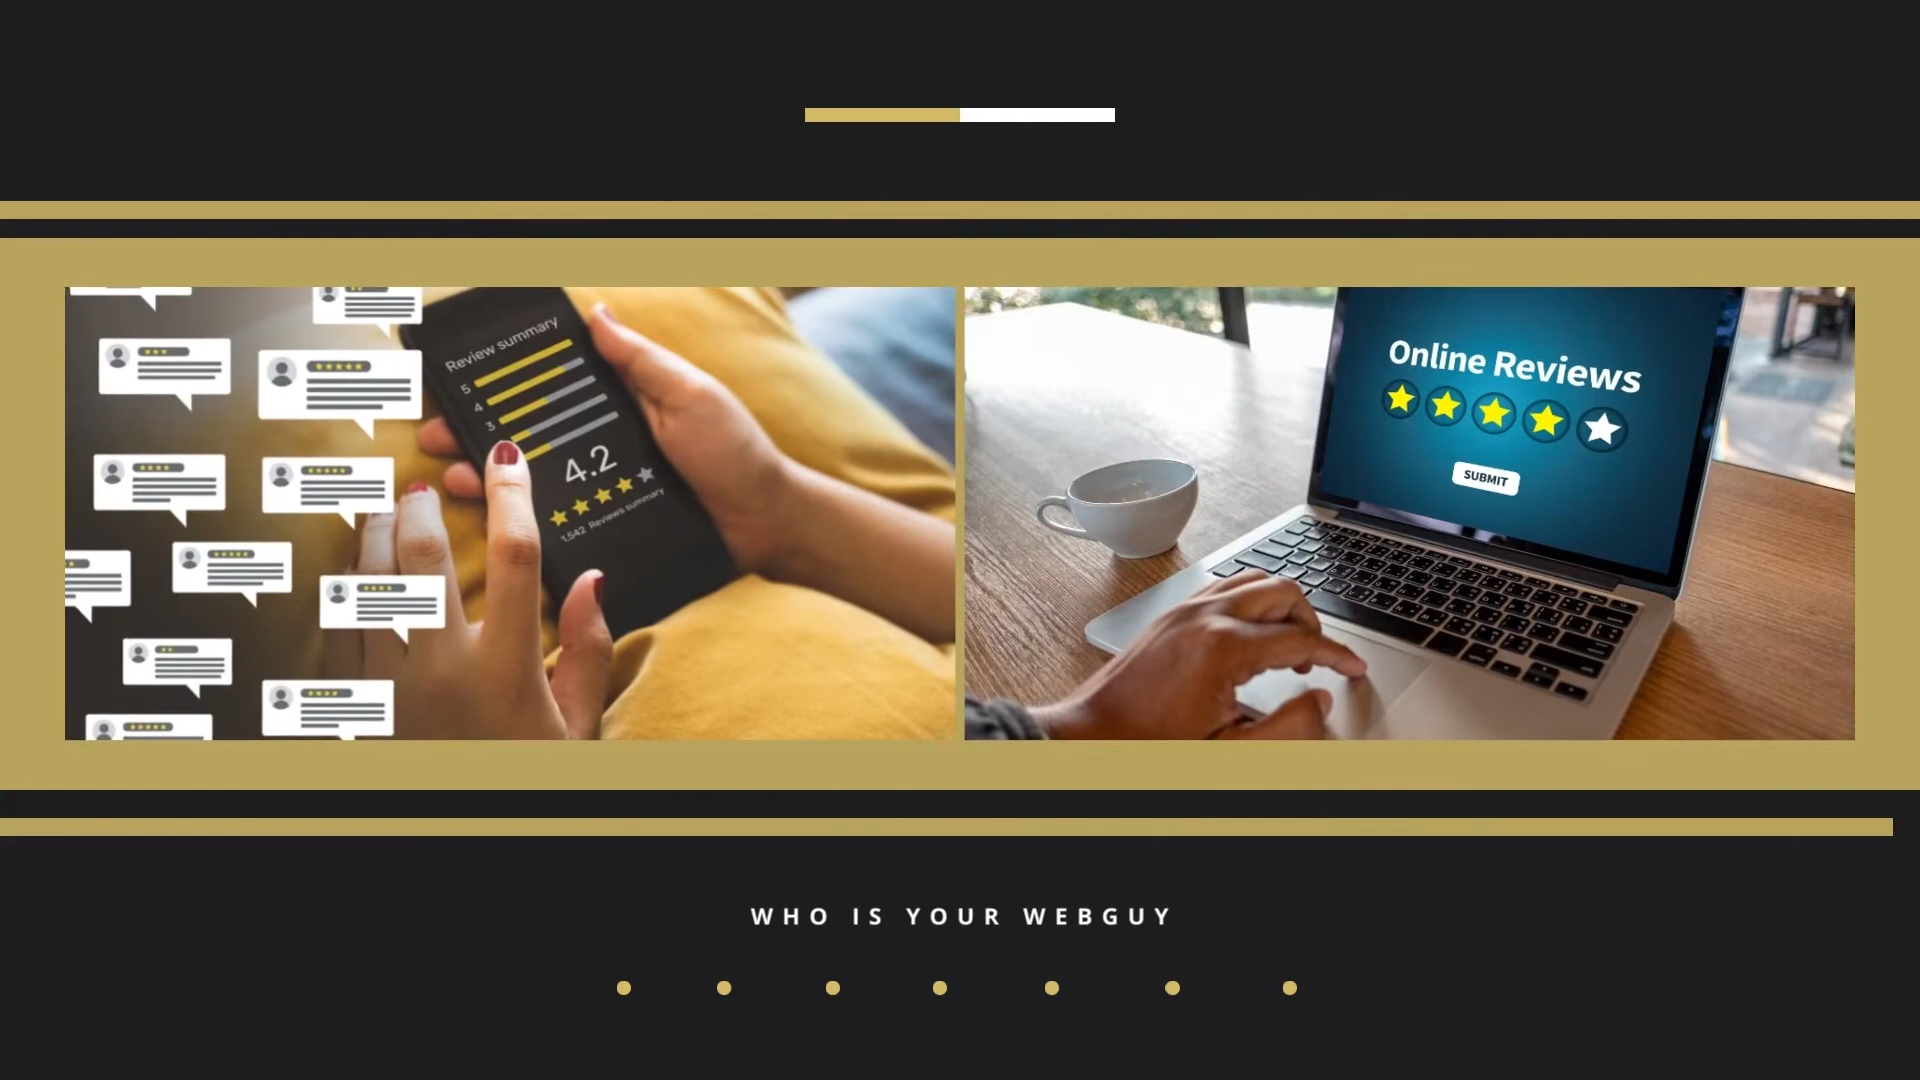 Review summary
5
4
3
4.2
1,542 Reviews summary
Online Reviews
SUBMIT
WHO IS YOUR WEBGUY